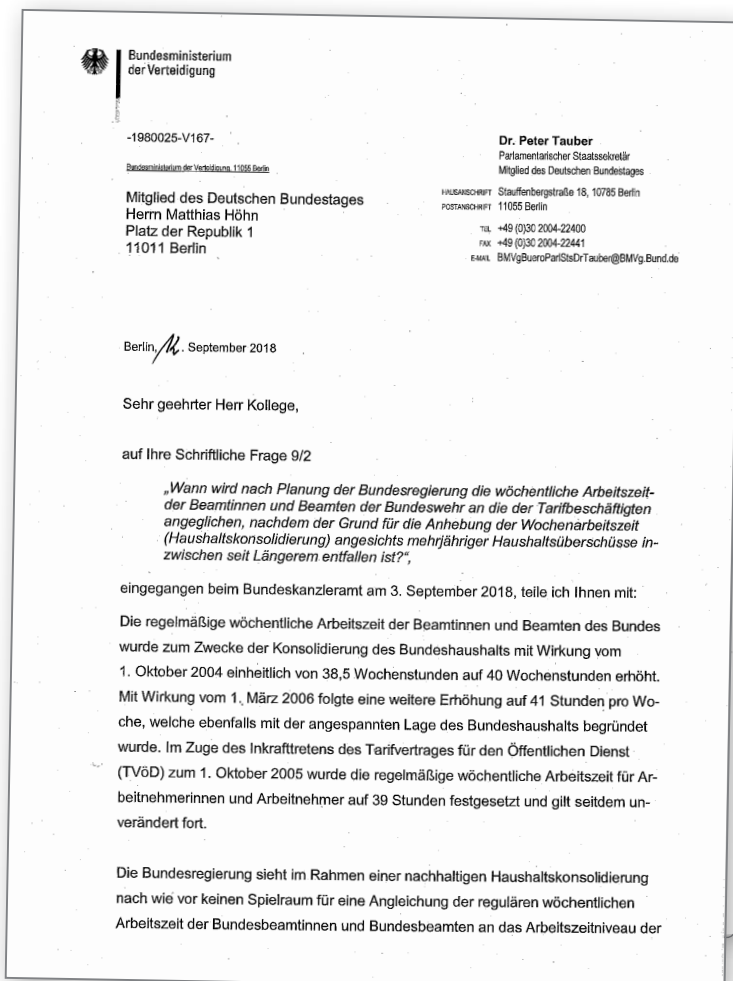 Bundesministerium
der Verteidigung
-1980025-V167-
Bundesministerium der Verteidigung, 11055 Berlin
Mitglied des Deutschen Bundestages
Herrn Matthias Höhn
Platz der Republik 1
11011 Berlin
Dr. Peter Tauber
Parlamentarischer Staatssekretär
Mitglied des Deutschen Bundestages
HAUSANSCHRIFT Stauffenbergstraße 18, 10785 Berlin
POSTANSCHRIFT 11055 Berlin
TEL +49 (0)30 2004-22400
FAX +49 (0)30 2004-22441
E-MAIL BMVgBueroParlStsDrTauber@BMVg.Bund.de
Berlin, 12. September 2018
Sehr geehrter Herr Kollege,
auf Ihre Schriftliche Frage 9/2
„Wann wird nach Planung der Bundesregierung die wöchentliche Arbeitszeit
der Beamtinnen und Beamten der Bundeswehr an die der Tarifbeschäftigten
angeglichen, nachdem der Grund für die Anhebung der Wochenarbeitszeit
(Haushaltskonsolidierung) angesichts mehrjähriger Haushaltsüberschüsse in-
zwischen seit Längerem entfallen ist?“,
eingegangen beim Bundeskanzleramt am 3. September 2018, teile ich Ihnen mit:
Die regelmäßige wöchentliche Arbeitszeit der Beamtinnen und Beamten des Bundes
wurde zum Zwecke der Konsolidierung des Bundeshaushalts mit Wirkung vom
1. Oktober 2004 einheitlich von 38,5 Wochenstunden auf 40 Wochenstunden erhöht.
Mit Wirkung vom 1. März 2006 folgte eine weitere Erhöhung auf 41 Stunden pro Wo-
che, welche ebenfalls mit der angespannten Lage des Bundeshaushalts begründet
wurde. Im Zuge des Inkrafttretens des Tarifvertrages für den Öffentlichen Dienst
(TVöD) zum 1. Oktober 2005 wurde die regelmäßige wöchentliche Arbeitszeit für Ar-
beitnehmerinnen und Arbeitnehmer auf 39 Stunden festgesetzt und gilt seitdem un-
verändert fort.
Die Bundesregierung sieht im Rahmen einer nachhaltigen Haushaltskonsolidierung
nach wie vor keinen Spielraum für eine Angleichung der regulären wöchentlichen
Arbeitszeit der Bundesbeamtinnen und Bundesbeamten an das Arbeitszeitniveau der